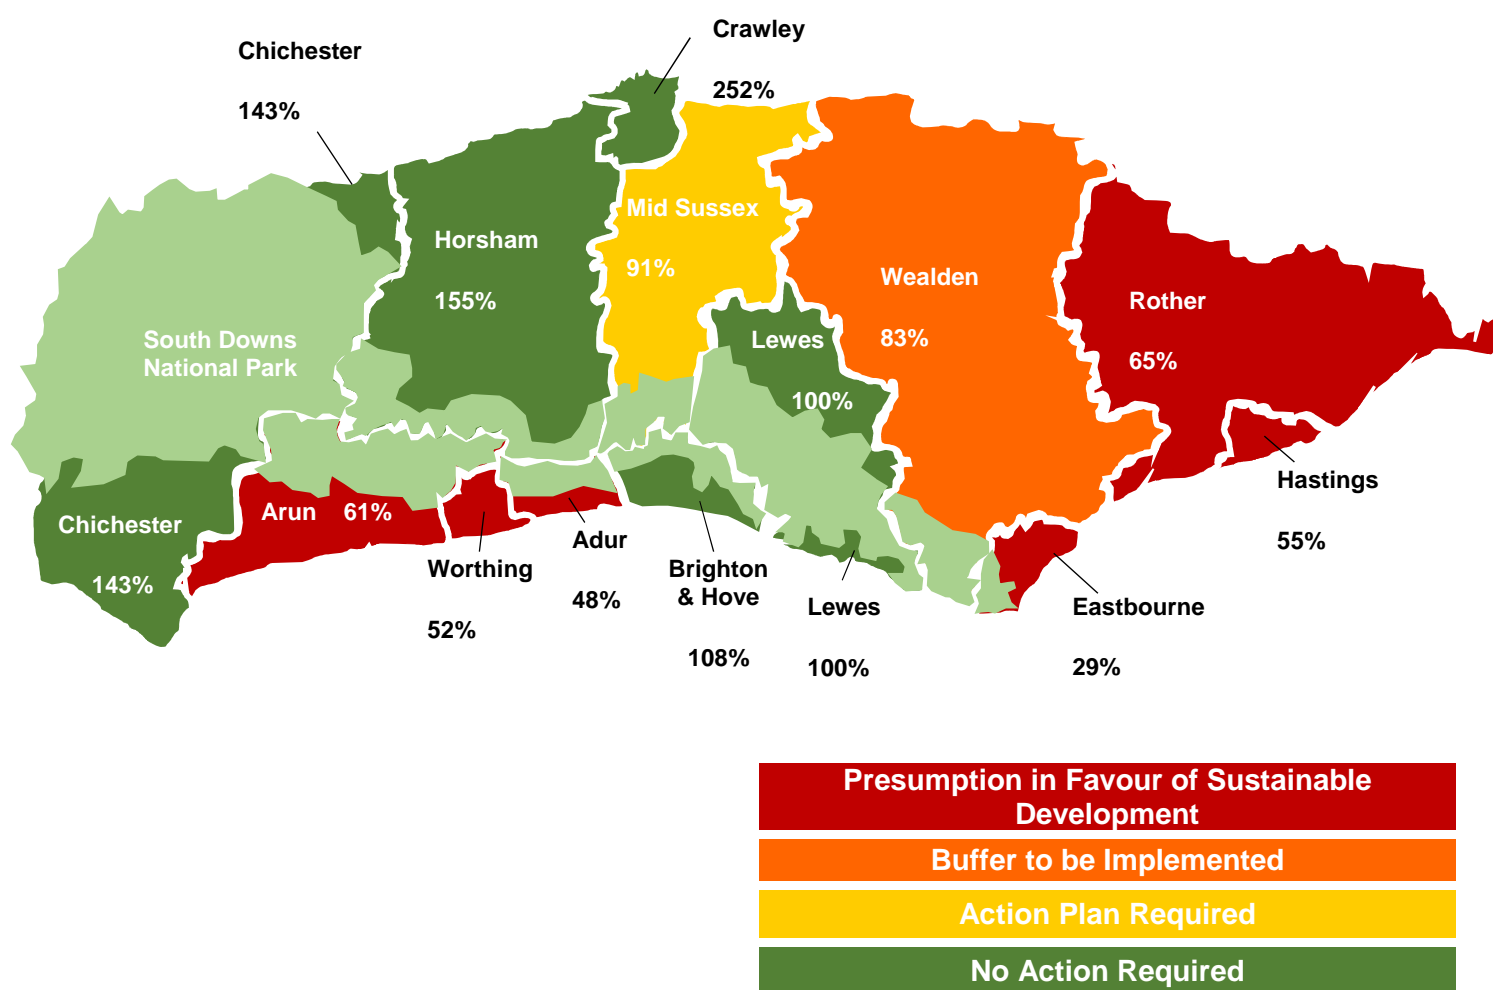 Crawley
252%
Chichester
143%
Mid Sussex
91%
Horsham
155%
Wealden
83%
Rother
65%
South Downs
National Park
Lewes
100%
Hastings
55%
Chichester
143%
Arun 61%
Worthing
52%
Adur
48%
Brighton
& Hove
108%
Lewes
100%
Eastbourne
29%
Presumption in Favour of Sustainable
Development
Buffer to be Implemented
Action Plan Required
No Action Required